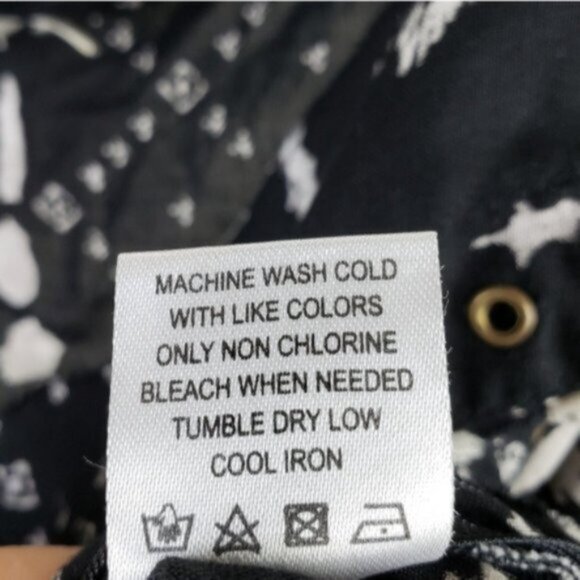 MACHINE WASH COLD
WITH LIKE COLORS
ONLY NON CHLORINE
BLEACH WHEN NEEDED
TUMBLE DRY LOW
COOL IRON